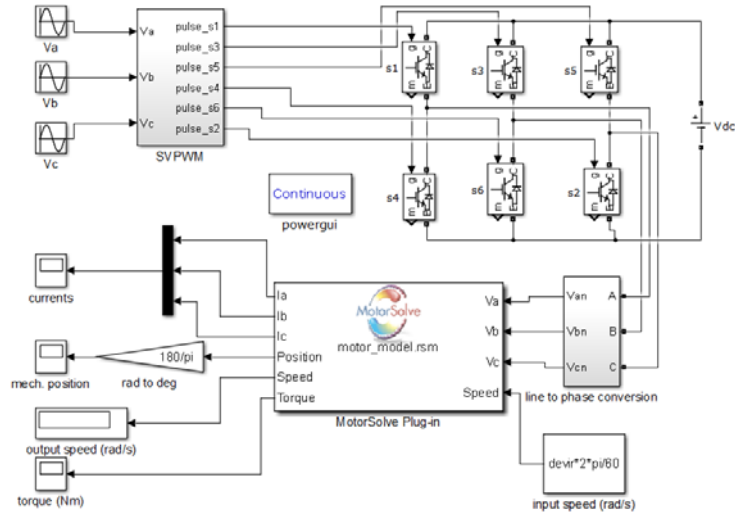 Va
Vb
Vc
Va
Vb
Vc
pulse_s1
pulse_s3
pulse_s5
pulse_s4
pulse_s6
pulse_s2
SVPWM
g
C
m
E
s1
g
C
m
E
s3
g
C
m
E
s5
g
C
m
E
s4
g
C
m
E
s6
g
C
m
E
s2
+
Vdc
Continuous
powergui
currents
mech. position
180/pi
rad to deg
output speed (rad/s)
torque (Nm)
Ia
Ib
Ic
Position
Speed
Torque
MotorSolve
motor_model.rsm
Va
Vb
Vc
Speed
MotorSolve Plug-in
Van
Vbn
Vcn
A
B
C
line to phase conversion
devir*2*pi/60
input speed (rad/s)